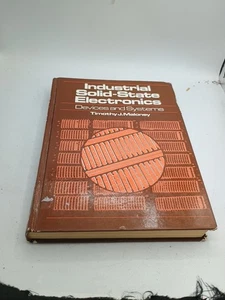 Industrial
Solid-State
Electronics
Devices and Systems
Timothy J. Maloney